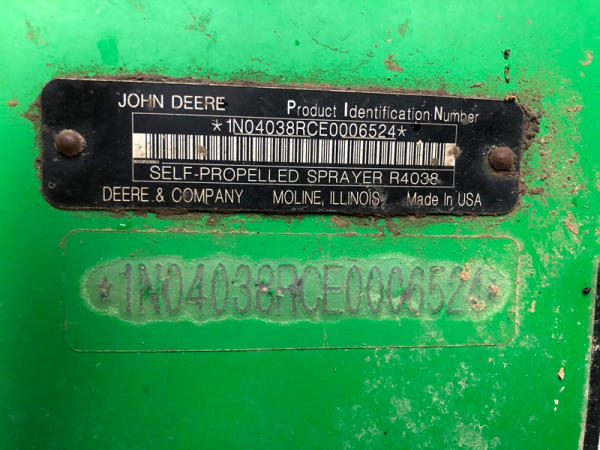 JOHN DEERE Product Identification Number
*1N04038RCE0006524*
SELF-PROPELLED SPRAYER R4038
DEERE & COMPANY MOLINE, ILLINOIS Made In USA
*1N04038RCE0006524*